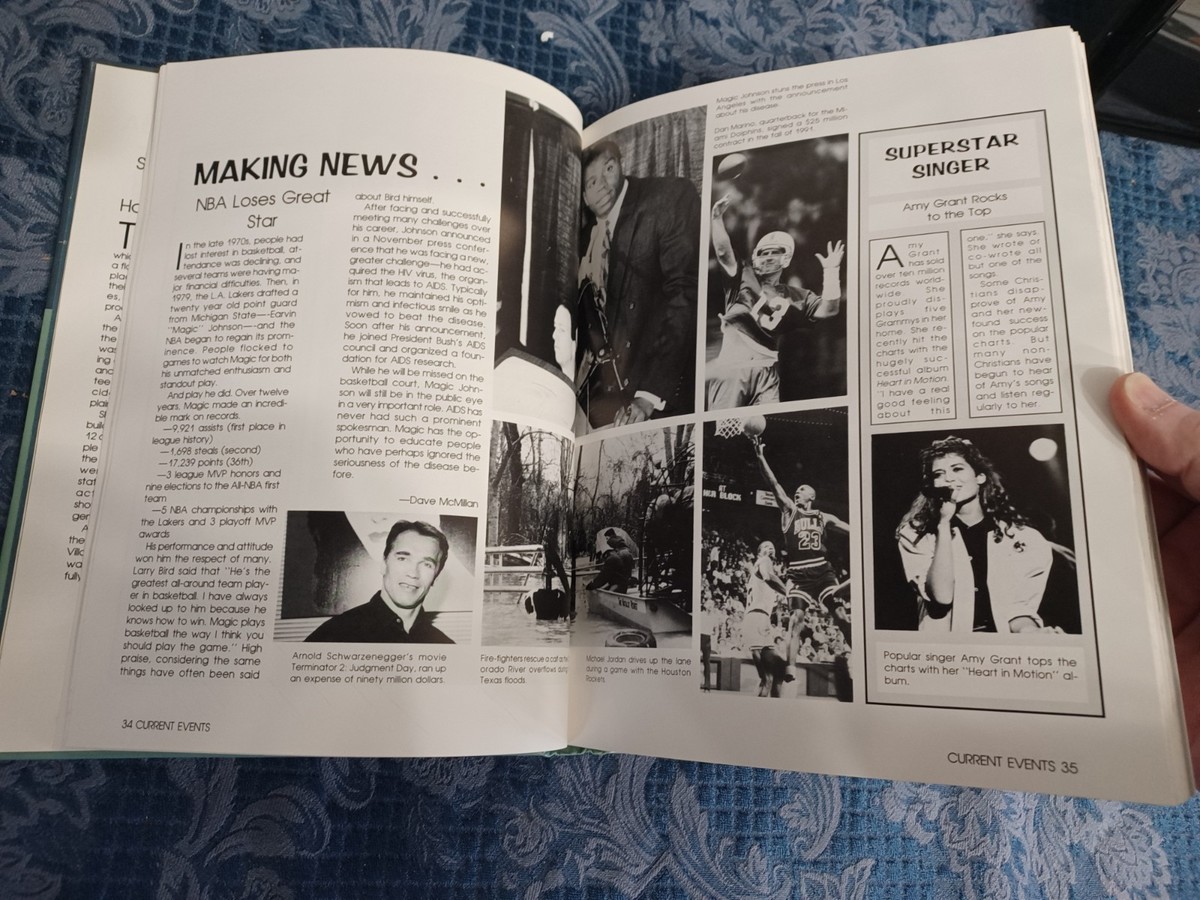 MAKING NEWS . . .
NBA Loses Great
Star
In the late 1970s, people had
lost interest in basketball, at-
tendance was declining, and
several teams were having ma-
jor financial difficulties. Then, in
1979, the L.A. Lakers drafted a
twenty year old point guard
from Michigan State—Earvin
"Magic" Johnson—-and the
NBA began to regain its prom-
inence. People flocked to
games to watch Magic for both
his unmatched enthusiasm and
standout play.
And play he did. Over twelve
years, Magic made an incredi-
ble mark on records.
—9,921 assists (first place in
league history)
—1,698 steals (second)
—17,239 points (36th)
—3 league MVP honors and
nine elections to the All-NBA first
team
—5 NBA championships with
the Lakers and 3 playoff MVP
awards
His performance and attitude
won him the respect of many.
Larry Bird said that "He's the
greatest all-around team play-
er in basketball. I have always
looked up to him because he
knows how to win. Magic plays
basketball the way I think you
should play the game." High
praise, considering the same
things have often been said
about Bird himself.
After facing and successfully
meeting many challenges over
his career, Johnson announced
in a November press confer-
ence that he was facing a new,
greater challenge—he had ac-
quired the HIV virus, the organ-
ism that leads to AIDS. Typically
for him, he maintained his opti-
mism and infectious smile as he
vowed to beat the disease.
Soon after his announcement,
he joined President Bush's AIDS
council and organized a foun-
dation for AIDS research.
While he will be missed on the
basketball court, Magic John-
son will still be in the public eye
in a very important role. AIDS has
never had such a prominent
spokesman. Magic has the op-
portunity to educate people
who have perhaps ignored the
seriousness of the disease be-
fore.
—Dave McMillan
Arnold Schwarzenegger's movie
Terminator 2: Judgment Day, ran up
an expense of ninety million dollars.
Fire-fighters rescue a calf
orado River overflows
Texas floods.
34 CURRENT EVENTS
Magic Johnson stuns the press in Los
Angeles with the announcement
about his disease.
Dan Marino, quarterback for the Mi-
ami Dolphins, signed a $25 million
contract in the fall of 1991.
13
BULLS
23
H&R BLOCK
Michael Jordan drives up the lane
during a game with the Houston
Rockets.
SUPERSTAR
SINGER
Amy Grant Rocks
to the Top
Amy
Grant
has sold
over ten million
records world-
wide. She
proudly dis-
plays five
Grammys in her
home. She re-
cently hit the
charts with the
hugely suc-
cessful album
Heart in Motion.
"I have a real
good feeling
about this
one," she says.
She wrote or
co-wrote all
but one of the
songs.
Some Chris-
tians disap-
prove of Amy
and her new-
found success
on the popular
charts. But
many non-
Christians have
begun to hear
of Amy's songs
and listen reg-
ularly to her.
Popular singer Amy Grant tops the
charts with her "Heart in Motion" al-
bum.
CURRENT EVENTS 35